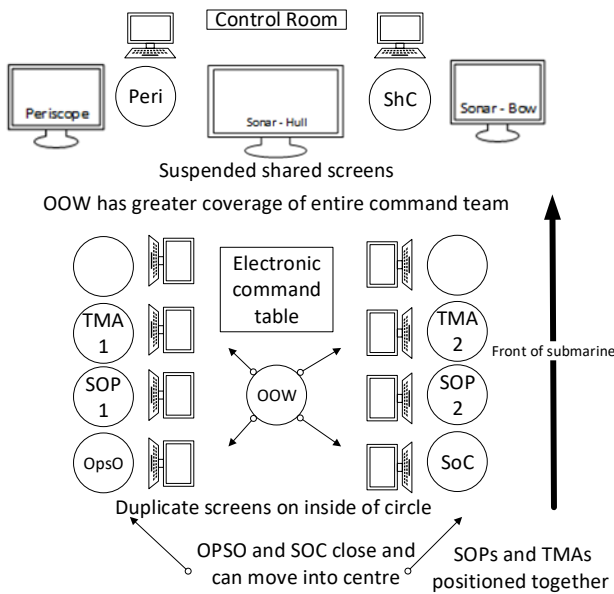 Control Room
Peri
ShC
Periscope
Sonar - Hull
Sonar - Bow
Suspended shared screens
OOW has greater coverage of entire command team
Electronic
command
table
TMA
1
TMA
2
Front of submarine
SOP
1
OOW
SOP
2
OpsO
SoC
Duplicate screens on inside of circle
OPSO and SOC close and
can move into centre
SOPs and TMAs
positioned together